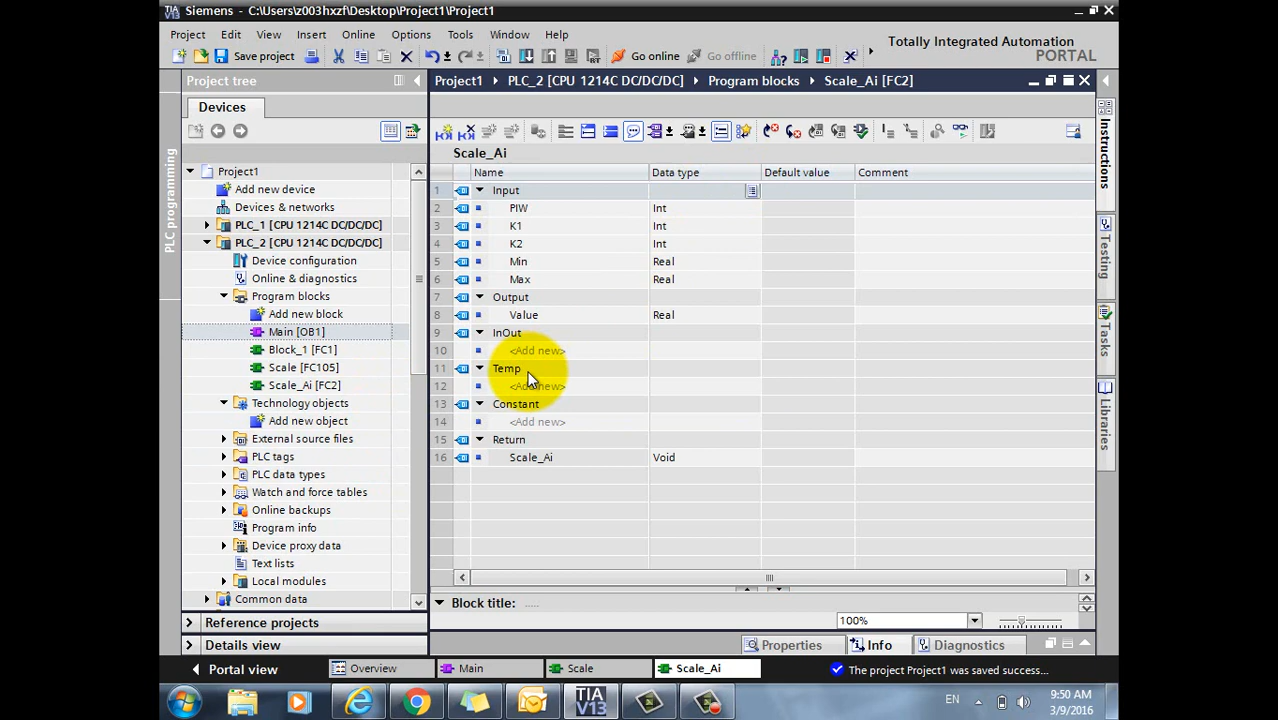 TIA V13 Siemens - C:\Users\z003hxzf\Desktop\Project1\Project1
Project Edit View Insert Online Options Tools Window Help
Totally Integrated Automation
PORTAL
Save project Go online Go offline
Project tree
Project1 PLC_2 [CPU 1214C DC/DC/DC] Program blocks Scale_Ai [FC2]
Devices
PLC programming
Instructions
Testing
Tasks
Libraries
Project1
Add new device
Devices & networks
PLC_1 [CPU 1214C DC/DC/DC]
PLC_2 [CPU 1214C DC/DC/DC]
Device configuration
Online & diagnostics
Program blocks
Add new block
Main [OB1]
Block_1 [FC1]
Scale [FC105]
Scale_Ai [FC2]
Technology objects
Add new object
External source files
PLC tags
PLC data types
Watch and force tables
Online backups
Program info
Device proxy data
Text lists
Local modules
Common data
Reference projects
Details view
Scale_Ai
Name Data type Default value Comment
1 Input
2 PIW Int
3 K1 Int
4 K2 Int
5 Min Real
6 Max Real
7 Output
8 Value Real
9 InOut
10 <Add new>
11 Temp
12 <Add new>
13 Constant
14 <Add new>
15 Return
16 Scale_Ai Void
Block title: .....
100%
Properties Info Diagnostics
Portal view Overview Main Scale Scale_Ai The project Project1 was saved success...
TIA V13
EN
9:50 AM
3/9/2016